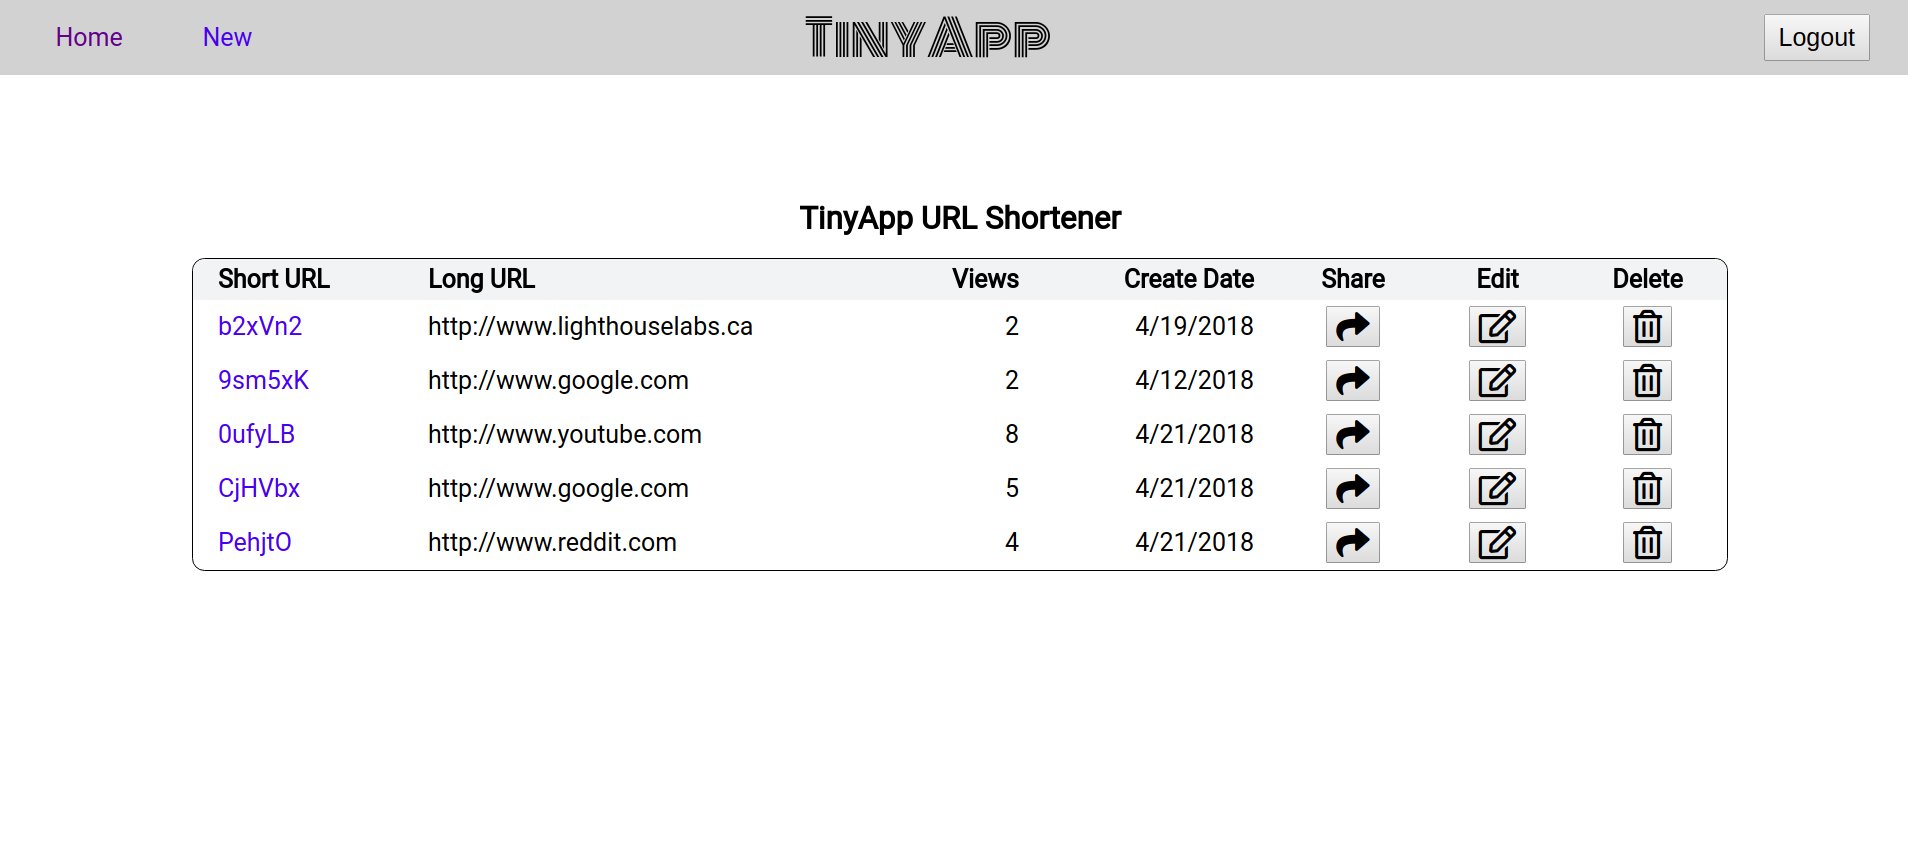 Home New TinyApp Logout
TinyApp URL Shortener
Short URL Long URL Views Create Date Share Edit Delete
b2xVn2 http://www.lighthouselabs.ca 2 4/19/2018
9sm5xK http://www.google.com 2 4/12/2018
0ufyLB http://www.youtube.com 8 4/21/2018
CjHVbx http://www.google.com 5 4/21/2018
PehjtO http://www.reddit.com 4 4/21/2018